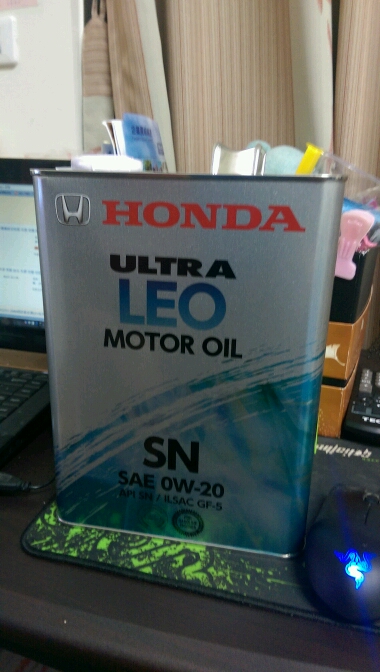 HONDA
ULTRA
LEO
MOTOR OIL
SN
SAE 0W-20
API SN / ILSAC GF-5